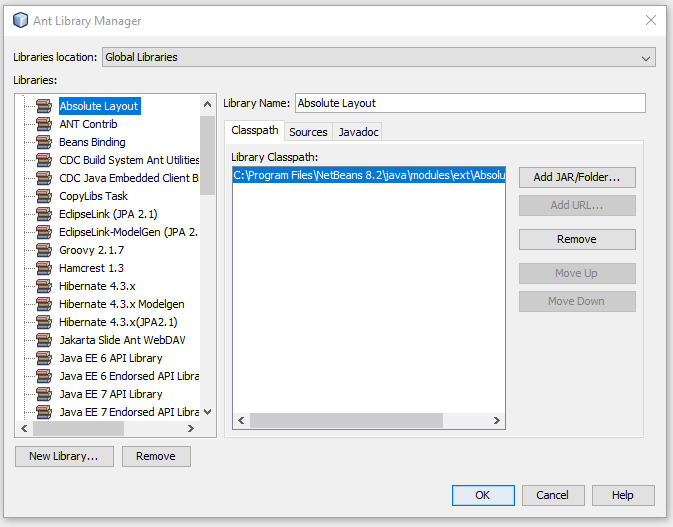 Ant Library Manager
Libraries location: Global Libraries
Libraries:
Absolute Layout
ANT Contrib
Beans Binding
CDC Build System Ant Utilities
CDC Java Embedded Client B
CopyLibs Task
EclipseLink (JPA 2.1)
EclipseLink-ModelGen (JPA 2.
Groovy 2.1.7
Hamcrest 1.3
Hibernate 4.3.x
Hibernate 4.3.x Modelgen
Hibernate 4.3.x(JPA2.1)
Jakarta Slide Ant WebDAV
Java EE 6 API Library
Java EE 6 Endorsed API Libra
Java EE 7 API Library
Java EE 7 Endorsed API Libra
New Library... Remove
Library Name: Absolute Layout
Classpath Sources Javadoc
Library Classpath:
C:\Program Files\NetBeans 8.2\java\modules\ext\Absolu
Add JAR/Folder...
Add URL...
Remove
Move Up
Move Down
OK Cancel Help